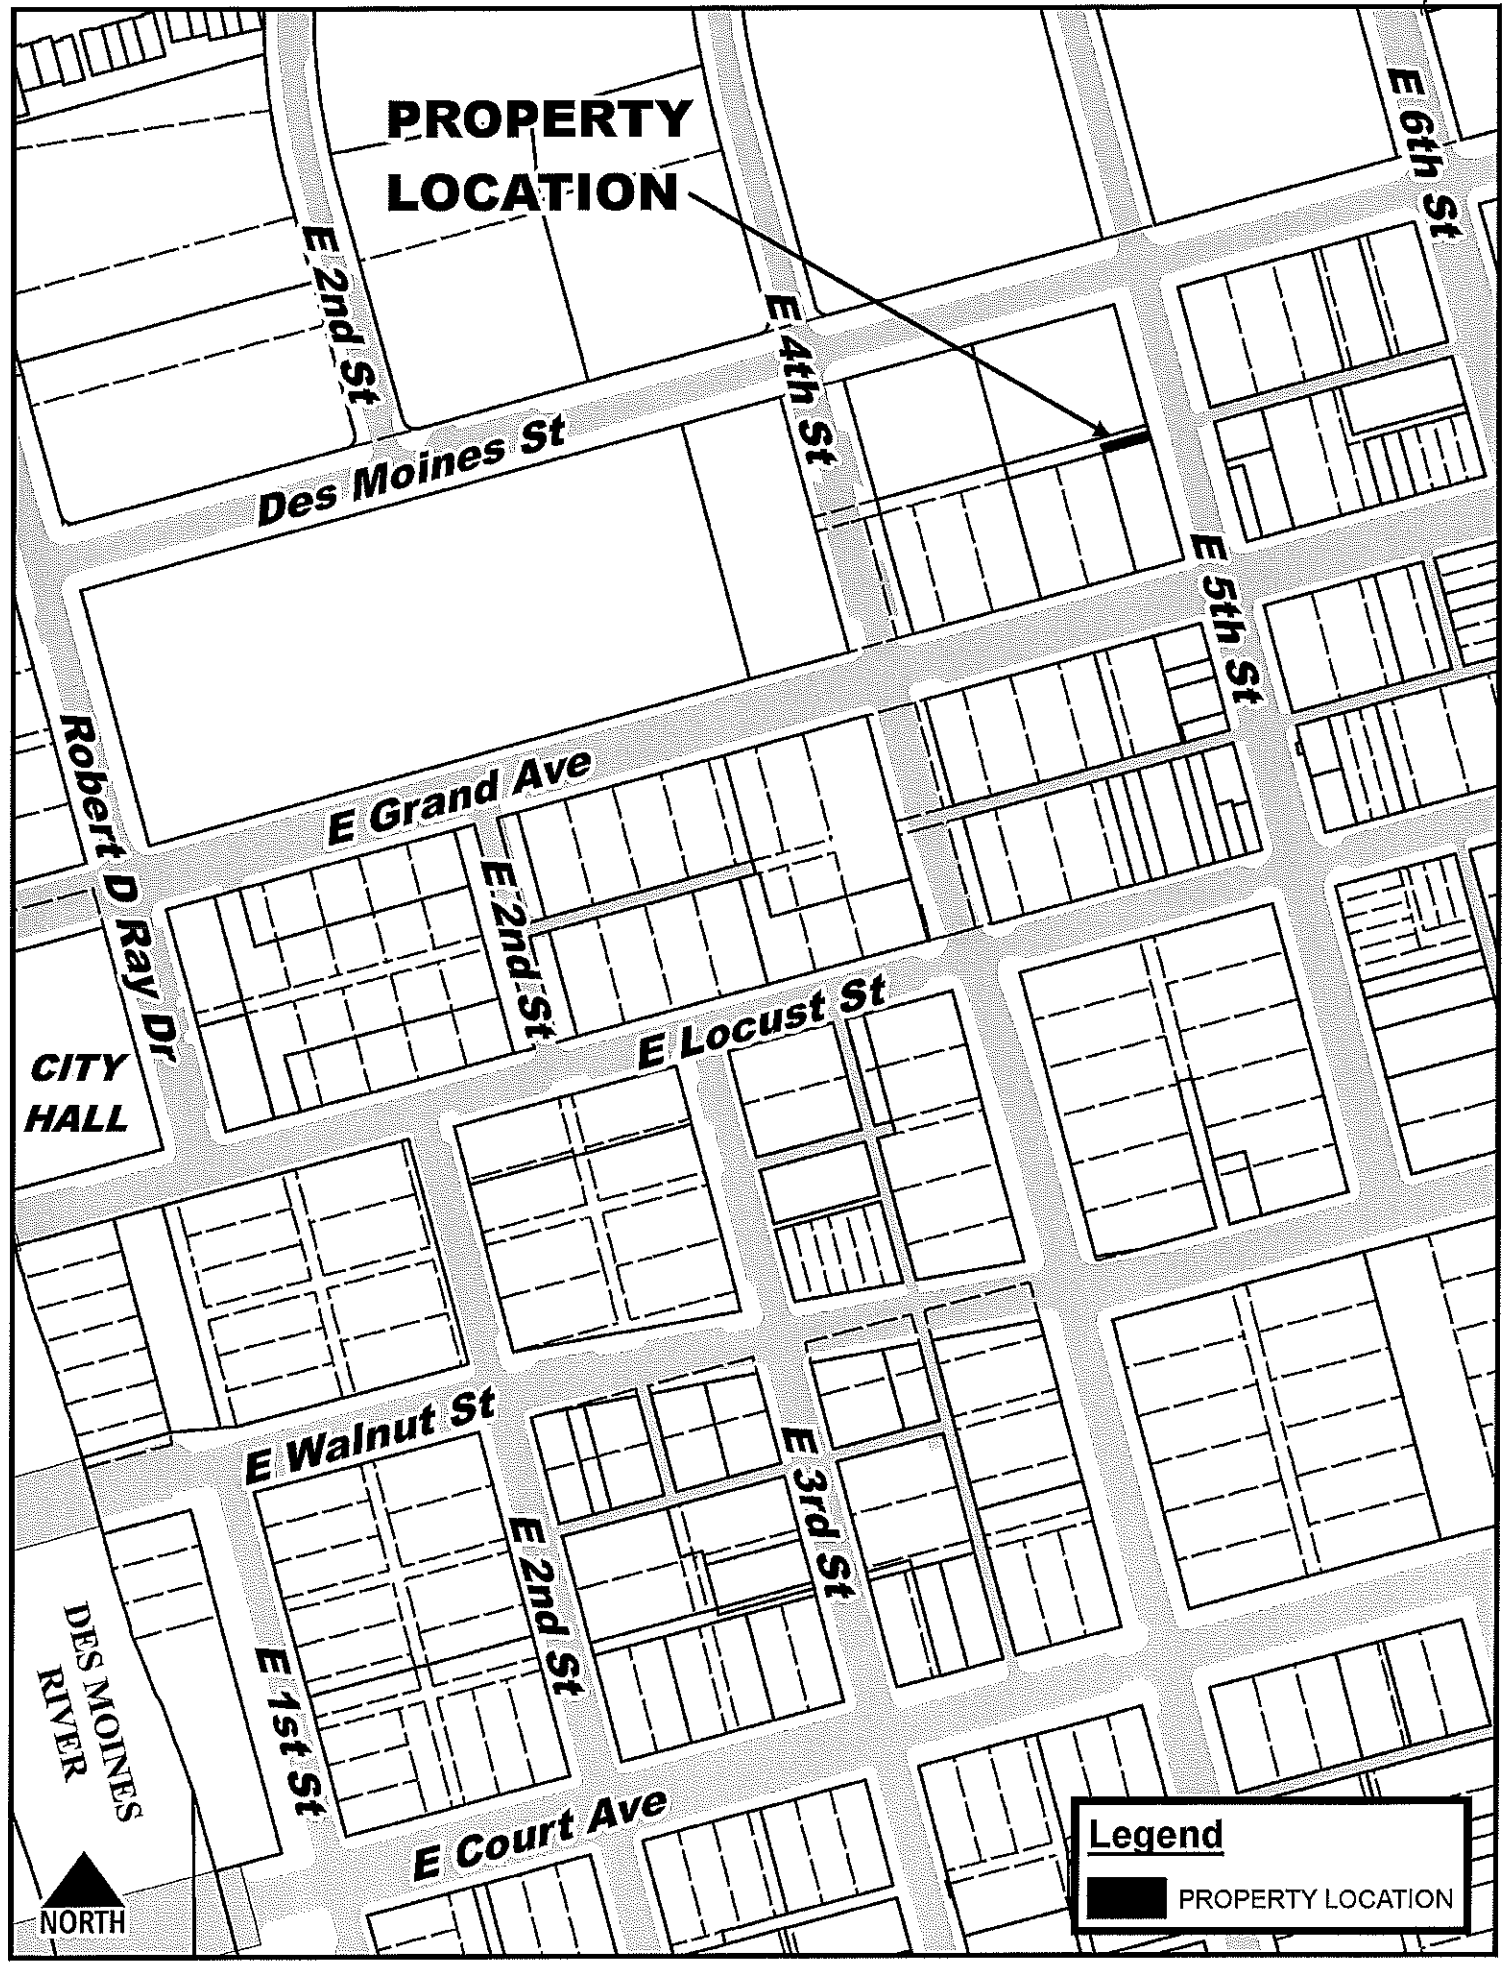 PROPERTY
LOCATION
E 6th St
E 2nd St
E 4th St
Des Moines St
E 5th St
Robert D Ray Dr
E Grand Ave
E 2nd St
E Locust St
CITY
HALL
E Walnut St
E 3rd St
E 2nd St
DES MOINES
RIVER
E 1st St
E Court Ave
Legend
PROPERTY LOCATION
NORTH